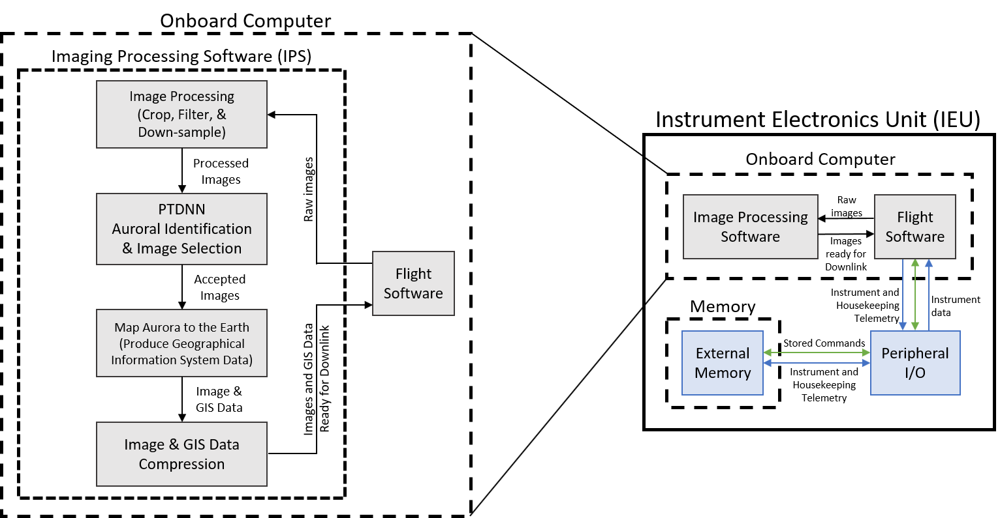 Onboard Computer
Imaging Processing Software (IPS)
Image Processing
(Crop, Filter, &
Down-sample)
Processed
Images
PTDNN
Auroral Identification
& Image Selection
Accepted
Images
Map Aurora to the Earth
(Produce Geographical
Information System Data)
Image &
GIS Data
Image & GIS Data
Compression
Raw images
Images and GIS Data
Ready for Downlink
Flight
Software
Instrument Electronics Unit (IEU)
Onboard Computer
Image Processing
Software
Raw
images
Images
ready for
Downlink
Flight
Software
Instrument and
Housekeeping
Telemetry
Instrument
data
Memory
External
Memory
Stored Commands
Instrument and
Housekeeping
Telemetry
Peripheral
I/O